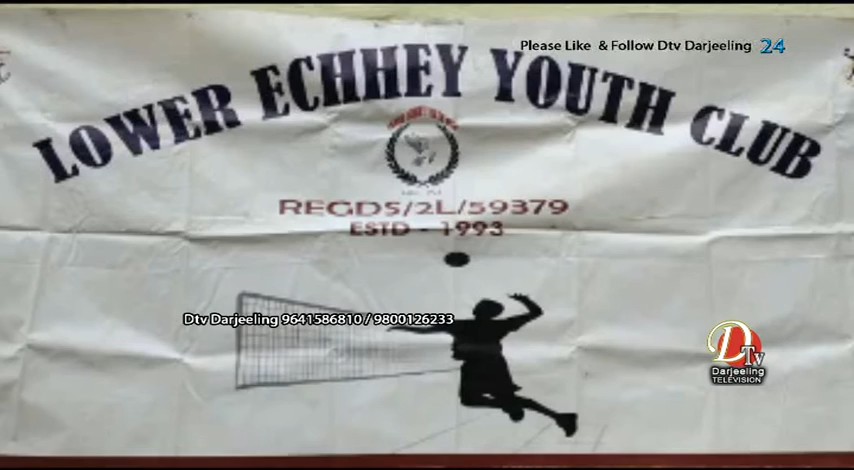 Please Like & Follow Dtv Darjeeling 24
LOWER ECHHEY YOUTH CLUB
REGDS/2L/59379
ESTD - 1993
Dtv Darjeeling 9641586810 / 9800126233
DTv
Darjeeling
TELEVISION